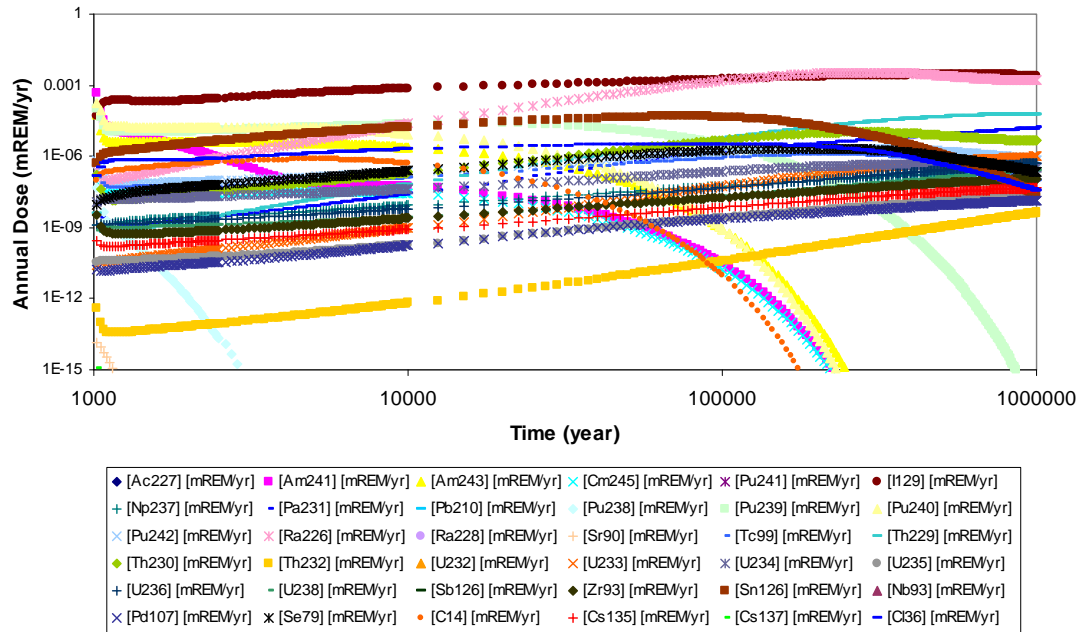 1
0.001
1E-06
1E-09
1E-12
1E-15
Annual Dose (mREM/yr)
1000 10000 100000 1000000
Time (year)
[Ac227] [mREM/yr] [Am241] [mREM/yr] [Am243] [mREM/yr] [Cm245] [mREM/yr] [Pu241] [mREM/yr] [I129] [mREM/yr]
[Np237] [mREM/yr] [Pa231] [mREM/yr] [Pb210] [mREM/yr] [Pu238] [mREM/yr] [Pu239] [mREM/yr] [Pu240] [mREM/yr]
[Pu242] [mREM/yr] [Ra226] [mREM/yr] [Ra228] [mREM/yr] [Sr90] [mREM/yr] [Tc99] [mREM/yr] [Th229] [mREM/yr]
[Th230] [mREM/yr] [Th232] [mREM/yr] [U232] [mREM/yr] [U233] [mREM/yr] [U234] [mREM/yr] [U235] [mREM/yr]
[U236] [mREM/yr] [U238] [mREM/yr] [Sb126] [mREM/yr] [Zr93] [mREM/yr] [Sn126] [mREM/yr] [Nb93] [mREM/yr]
[Pd107] [mREM/yr] [Se79] [mREM/yr] [C14] [mREM/yr] [Cs135] [mREM/yr] [Cs137] [mREM/yr] [Cl36] [mREM/yr]